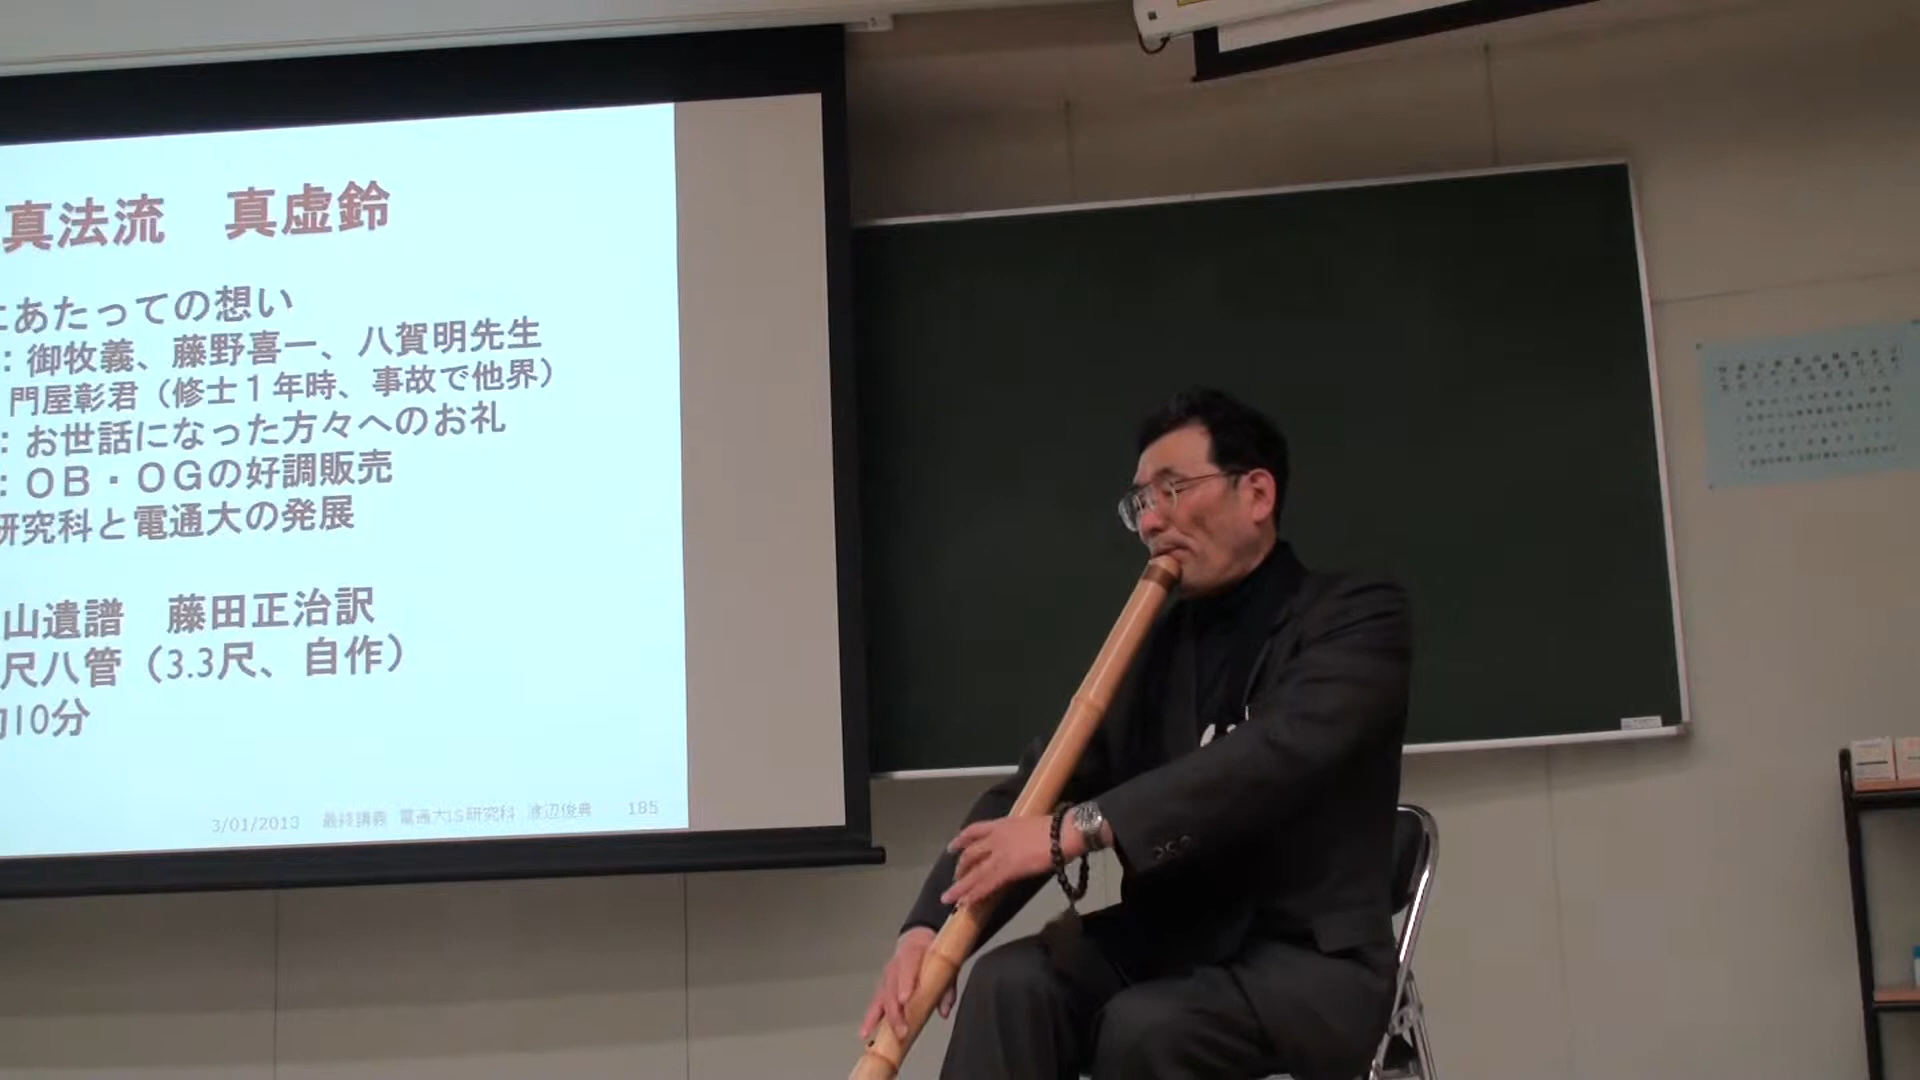 真法流　真虚鈴
にあたっての想い
：御牧義、藤野喜一、八賀明先生
門屋彰君（修士１年時、事故で他界）
：お世話になった方々へのお礼
：ＯＢ・ＯＧの好調販売
研究科と電通大の発展
山遺譜　藤田正治訳
尺八管（3.3尺、自作）
約10分
3/01/2013　最終講義　電通大IS研究科　渡辺俊典　185